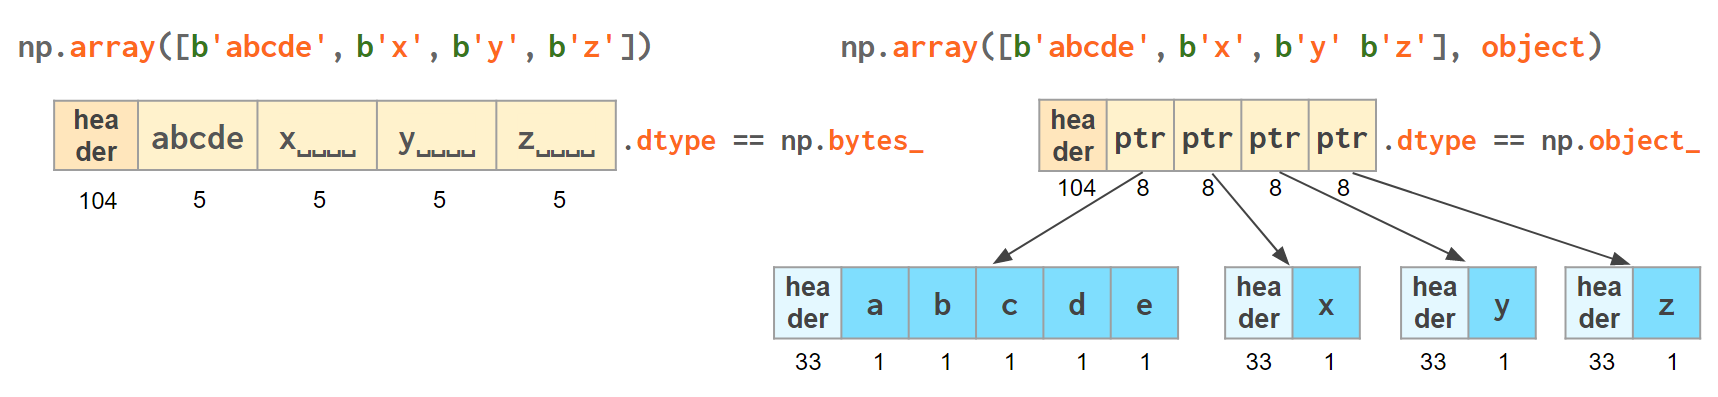 np.array([b'abcde', b'x', b'y', b'z'])
np.array([b'abcde', b'x', b'y' b'z'], object)
hea
der
abcde
x␣␣␣␣
y␣␣␣␣
z␣␣␣␣
.dtype == np.bytes_
104
5
5
5
5
hea
der
ptr
ptr
ptr
ptr
.dtype == np.object_
104
8
8
8
8
hea
der
a
b
c
d
e
33
1
1
1
1
1
hea
der
x
33
1
hea
der
y
33
1
hea
der
z
33
1